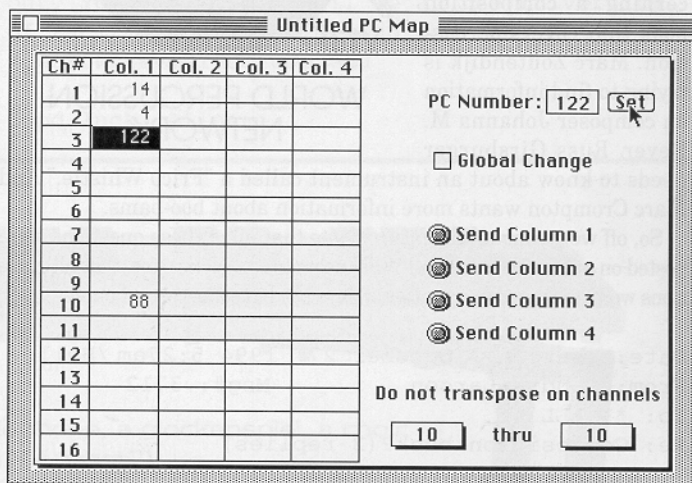 Untitled PC Map
Ch# Col. 1 Col. 2 Col. 3 Col. 4
1 14
2 4
3 122
4
5
6
7
8
9
10 88
11
12
13
14
15
16
PC Number: 122 Set
Global Change
Send Column 1
Send Column 2
Send Column 3
Send Column 4
Do not transpose on channels
10 thru 10